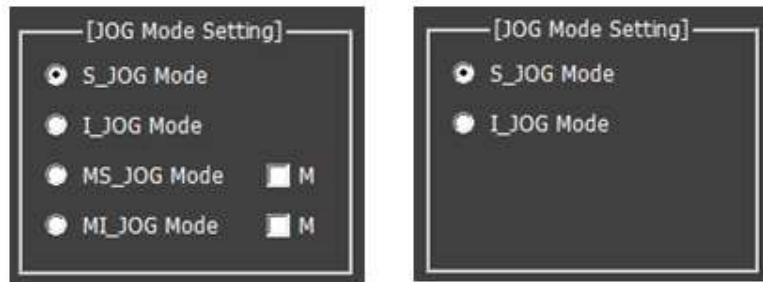 [JOG Mode Setting]
S_JOG Mode
I_JOG Mode
MS_JOG Mode M
MI_JOG Mode M
[JOG Mode Setting]
S_JOG Mode
I_JOG Mode